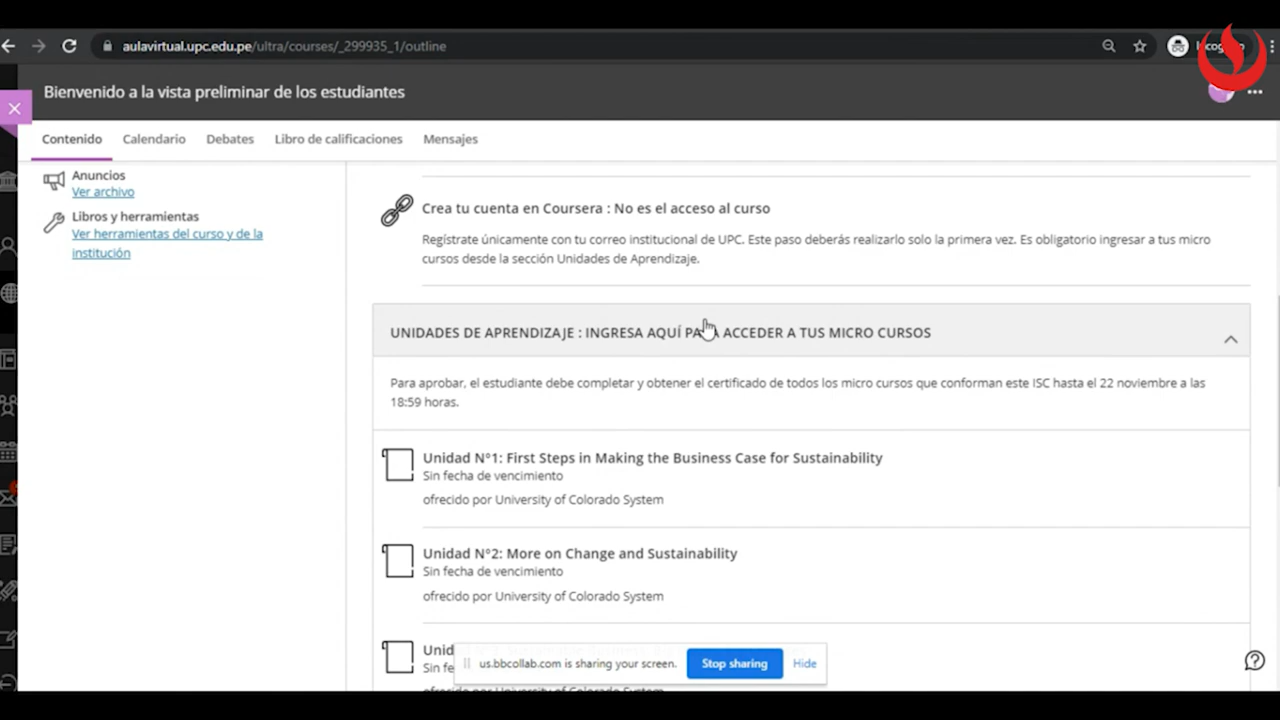 aulavirtual.upc.edu.pe/ultra/courses/_299935_1/outline
Bienvenido a la vista preliminar de los estudiantes
Contenido
Calendario
Debates
Libro de calificaciones
Mensajes
Anuncios
Ver archivo
Libros y herramientas
Ver herramientas del curso y de la
institución
Crea tu cuenta en Coursera : No es el acceso al curso
Regístrate únicamente con tu correo institucional de UPC. Este paso deberás realizarlo solo la primera vez. Es obligatorio ingresar a tus micro
cursos desde la sección Unidades de Aprendizaje.
UNIDADES DE APRENDIZAJE : INGRESA AQUÍ PARA ACCEDER A TUS MICRO CURSOS
Para aprobar, el estudiante debe completar y obtener el certificado de todos los micro cursos que conforman este ISC hasta el 22 noviembre a las
18:59 horas.
Unidad N°1: First Steps in Making the Business Case for Sustainability
Sin fecha de vencimiento
ofrecido por University of Colorado System
Unidad N°2: More on Change and Sustainability
Sin fecha de vencimiento
ofrecido por University of Colorado System
us.bbcollab.com is sharing your screen.
Stop sharing
Hide